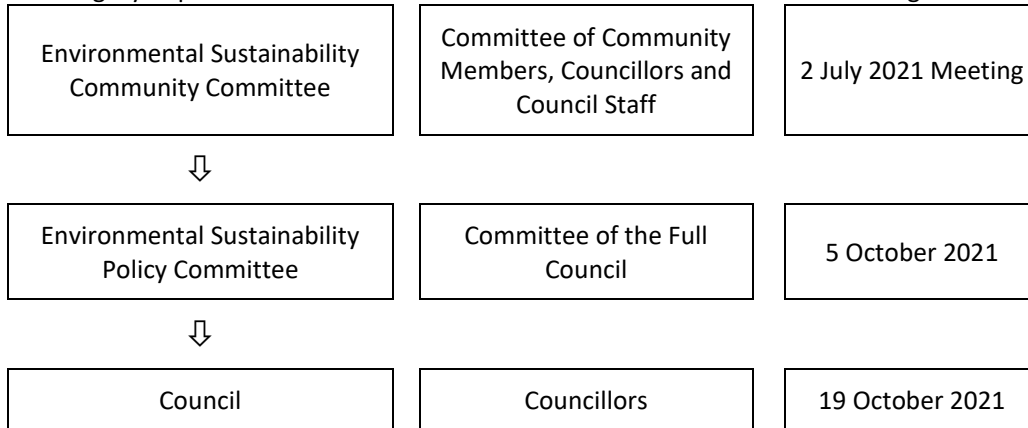 Environmental Sustainability
Community Committee
Committee of Community
Members, Councillors and
Council Staff
2 July 2021 Meeting
⇩
Environmental Sustainability
Policy Committee
Committee of the Full
Council
5 October 2021
⇩
Council
Councillors
19 October 2021